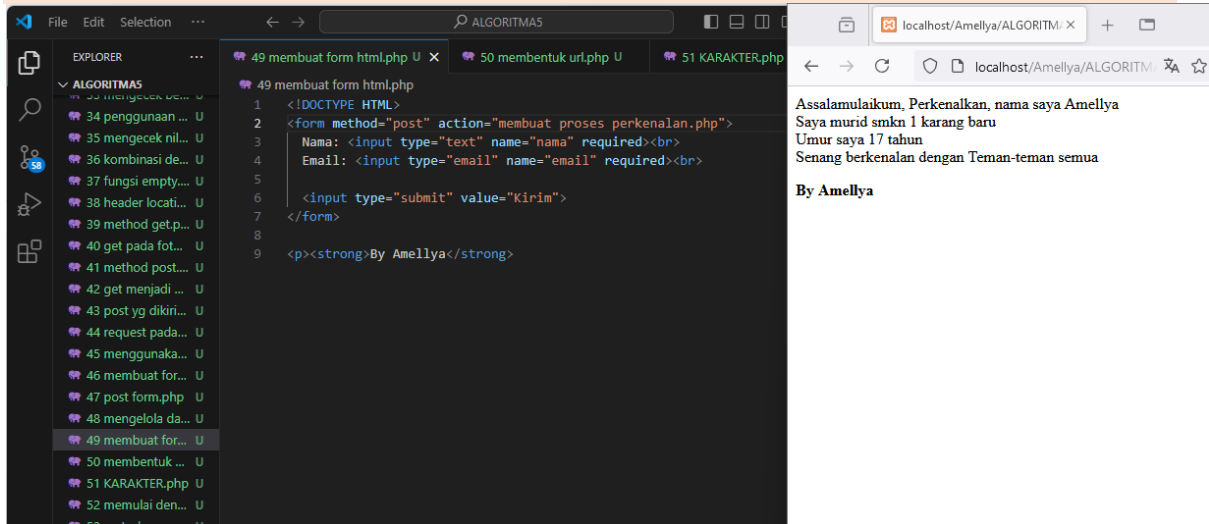 File Edit Selection ··· ALGORITMA5
EXPLORER ···
ALGORITMA5
34 penggunaan ... U
35 mengecek nil... U
36 kombinasi de... U
37 fungsi empty.... U
38 header locati... U
39 method get.p... U
40 get pada fot... U
41 method post.... U
42 get menjadi ... U
43 post yg dikiri... U
44 request pada... U
45 menggunaka... U
46 membuat for... U
47 post form.php U
48 mengelola da... U
49 membuat for... U
50 membentuk ... U
51 KARAKTER.php U
52 memulai den... U
58
49 membuat form html.php U 50 membentuk url.php U 51 KARAKTER.php
49 membuat form html.php
1 <!DOCTYPE HTML>
2 <form method="post" action="membuat proses perkenalan.php">
3 Nama: <input type="text" name="nama" required><br>
4 Email: <input type="email" name="email" required><br>
5
6 <input type="submit" value="Kirim">
7 </form>
8
9 <p><strong>By Amellya</strong>
localhost/Amellya/ALGORITM
localhost/Amellya/ALGORITM
Assalamulaikum, Perkenalkan, nama saya Amellya
Saya murid smkn 1 karang baru
Umur saya 17 tahun
Senang berkenalan dengan Teman-teman semua
By Amellya